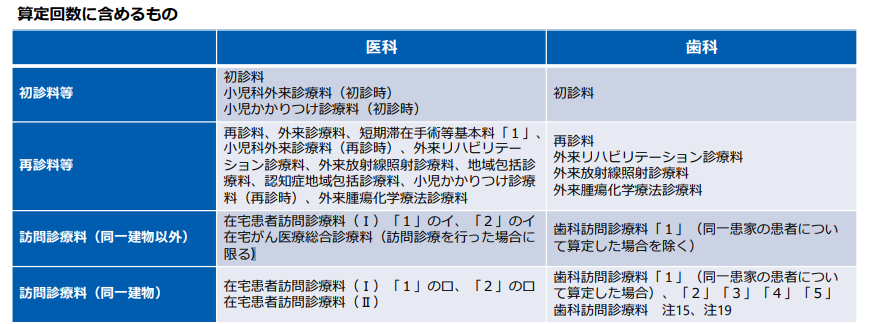 算定回数に含めるもの
医科
歯科
初診料等
初診料
小児科外来診療料（初診時）
小児かかりつけ診療料（初診時）
初診料
再診料等
再診料、外来診療料、短期滞在手術等基本料「１」、
小児科外来診療料（再診時）、外来リハビリテー
ション診療料、外来放射線照射診療料、地域包括診
療料、認知症地域包括診療料、小児かかりつけ診療
料（再診時）、外来腫瘍化学療法診療料
再診料
外来リハビリテーション診療料
外来放射線照射診療料
外来腫瘍化学療法診療料
訪問診療料（同一建物以外）
在宅患者訪問診療料（Ⅰ）「１」のイ、「２」のイ
在宅がん医療総合診療料（訪問診療を行った場合に
限る）
歯科訪問診療料「１」（同一患家の患者につい
て算定した場合を除く）
訪問診療料（同一建物）
在宅患者訪問診療料（Ⅰ）「１」のロ、「２」のロ
在宅患者訪問診療料（Ⅱ）
歯科訪問診療料「１」（同一患家の患者につい
て算定した場合）、「２」「３」「４」「５」
歯科訪問診療料　注15、注19